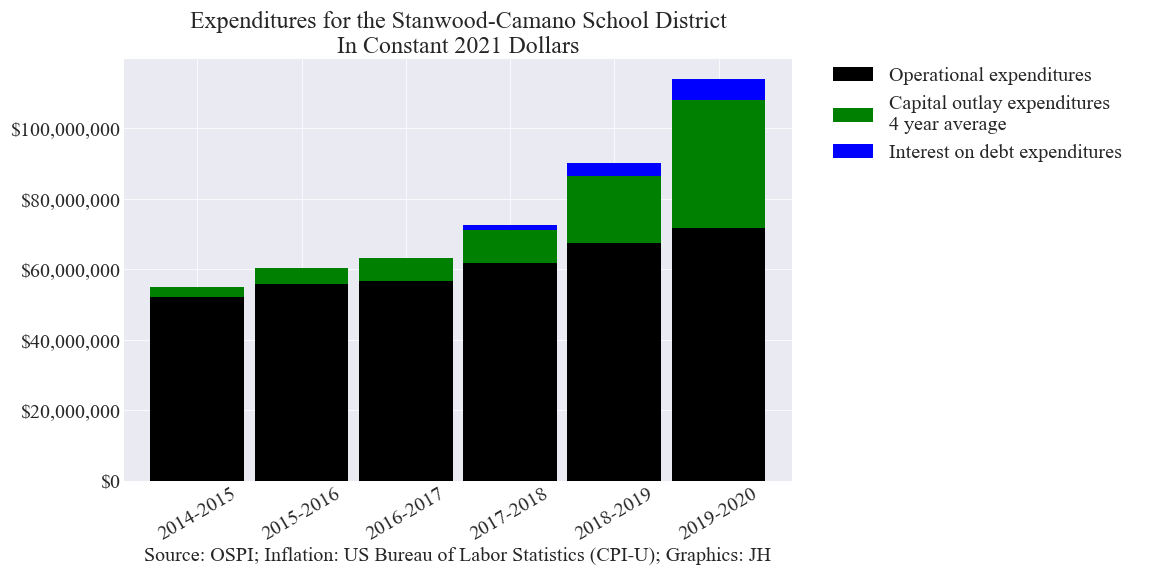 Expenditures for the Stanwood-Camano School District
In Constant 2021 Dollars
Operational expenditures
Capital outlay expenditures
4 year average
Interest on debt expenditures
$100,000,000
$80,000,000
$60,000,000
$40,000,000
$20,000,000
$0
2014-2015
2015-2016
2016-2017
2017-2018
2018-2019
2019-2020
Source: OSPI; Inflation: US Bureau of Labor Statistics (CPI-U); Graphics: JH